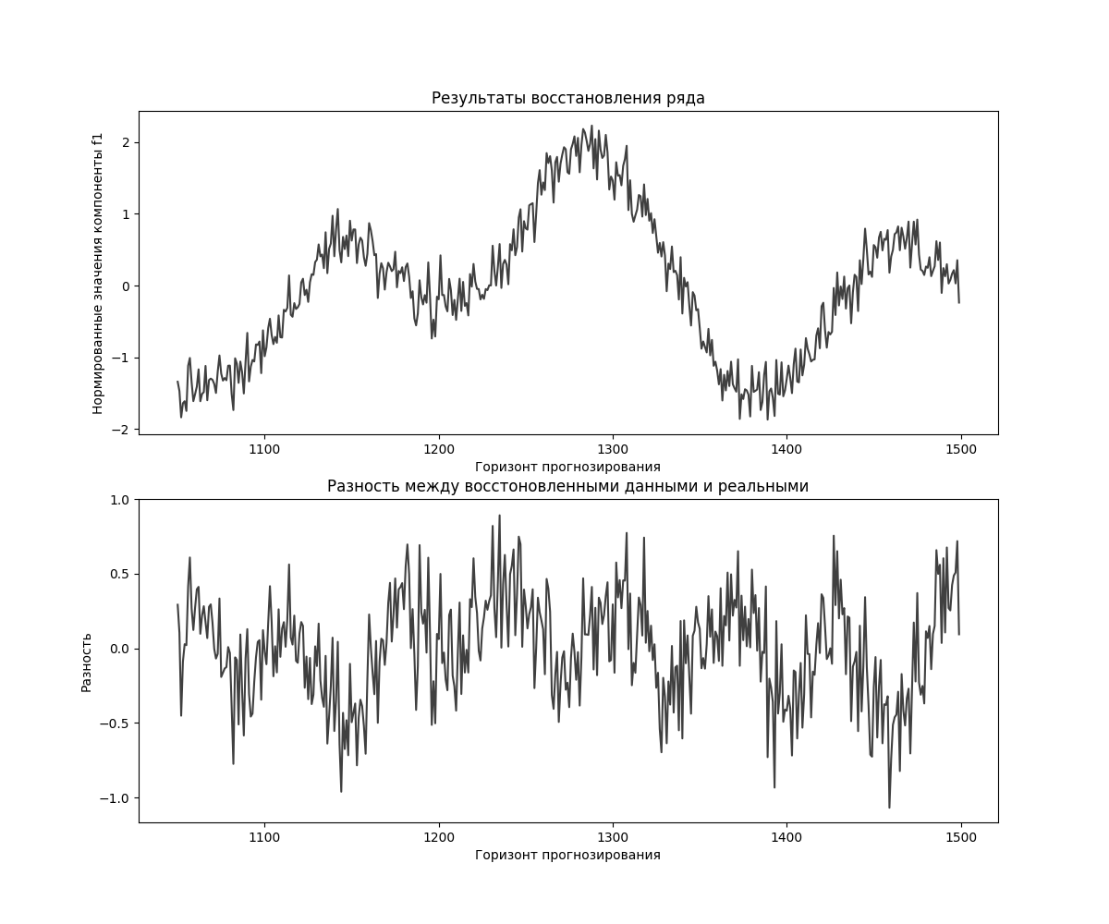 Результаты восстановления ряда
Нормированные значения компоненты f1
2
1
0
−1
−2
1100 1200 1300 1400 1500
Горизонт прогнозирования
Разность между восстоновленными данными и реальными
Разность
1.0
0.5
0.0
−0.5
−1.0
1100 1200 1300 1400 1500
Горизонт прогнозирования